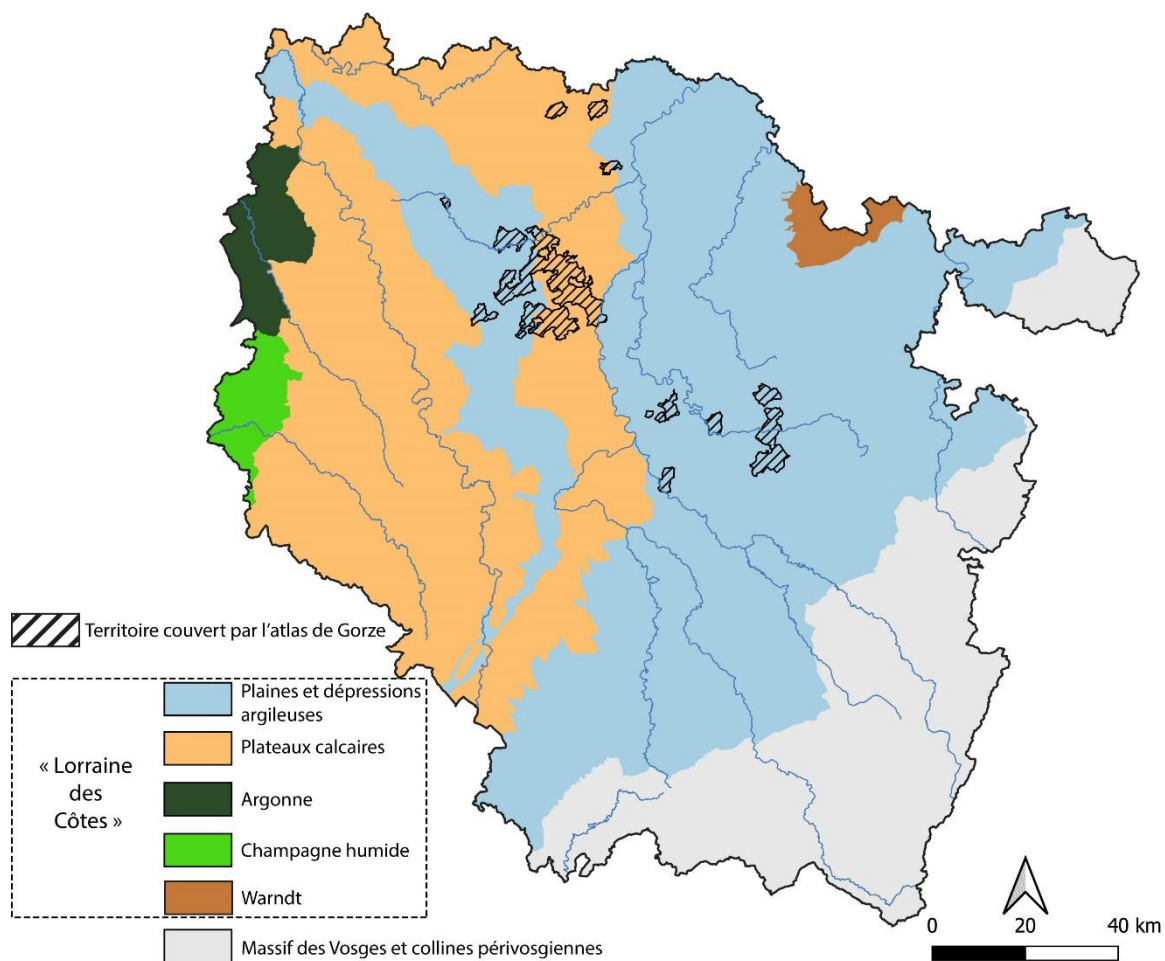 Territoire couvert par l'atlas de Gorze
« Lorraine
des
Côtes »
Plaines et dépressions
argileuses
Plateaux calcaires
Argonne
Champagne humide
Warndt
Massif des Vosges et collines périvosgiennes
0 20 40 km